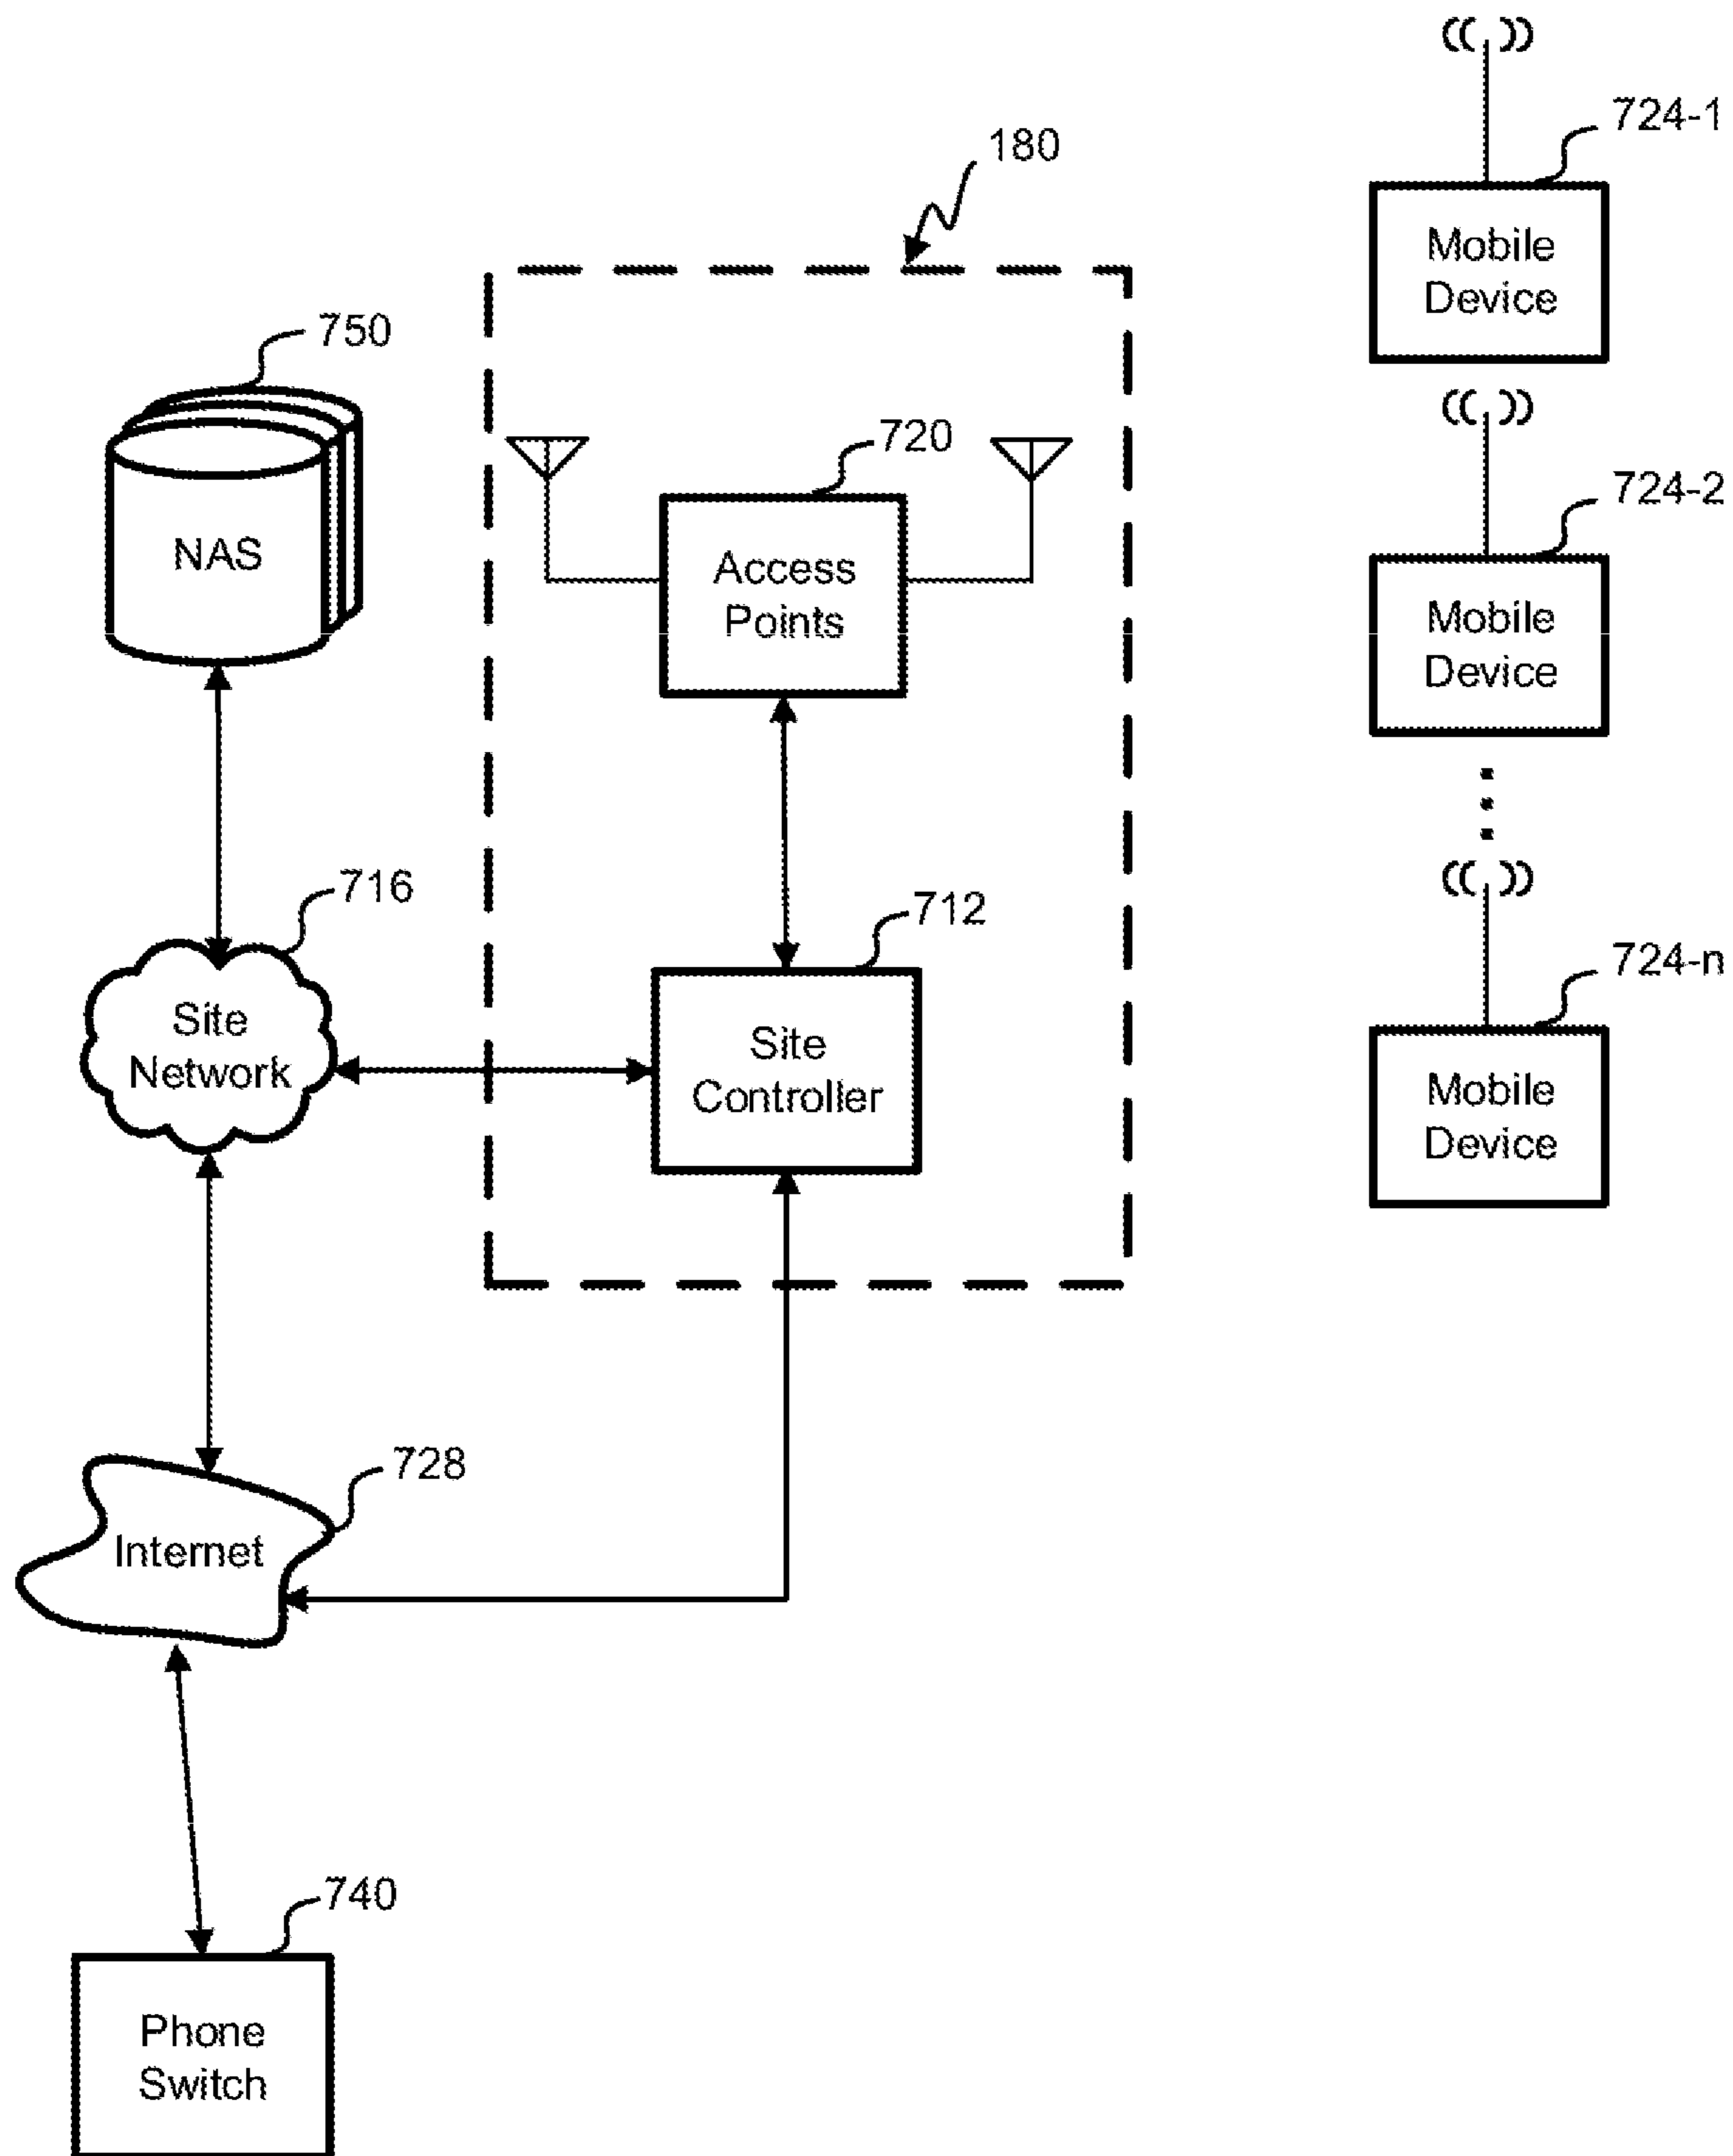 724-1
180
Mobile
Device
750
720
724-2
NAS
Access
Points
Mobile
Device
716
712
724-n
Site
Network
Site
Controller
Mobile
Device
728
Internet
740
Phone
Switch